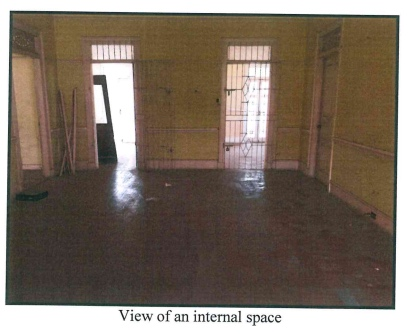 View of an internal space